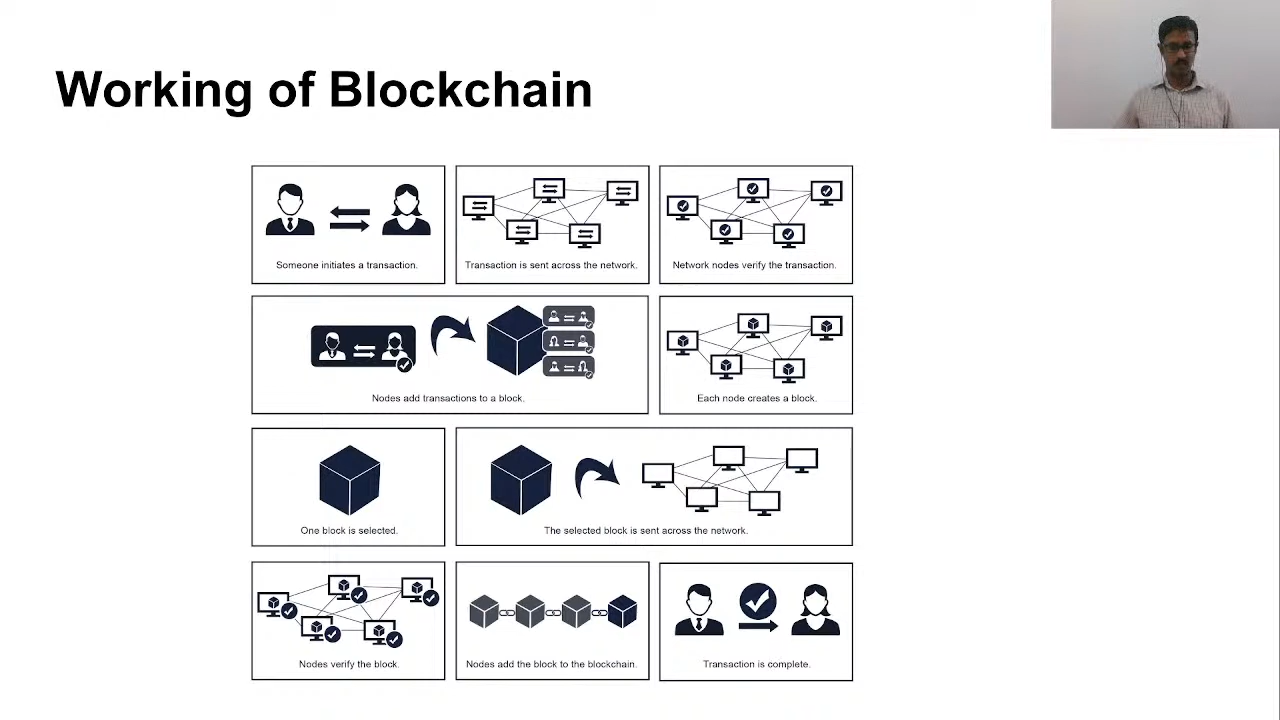 Working of Blockchain
Someone initiates a transaction.
Transaction is sent across the network.
Network nodes verify the transaction.
Nodes add transactions to a block.
Each node creates a block.
One block is selected.
The selected block is sent across the network.
Nodes verify the block.
Nodes add the block to the blockchain.
Transaction is complete.